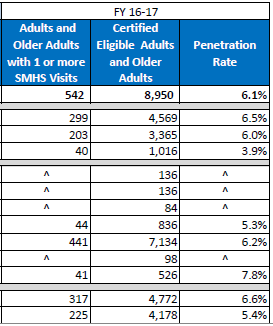 FY 16-17
Adults and Older Adults with 1 or more SMHS Visits
Certified Eligible Adults and Older Adults
Penetration Rate
542 8,950 6.1%
299 4,569 6.5%
203 3,365 6.0%
40 1,016 3.9%
^ 136 ^
^ 136 ^
^ 84 ^
44 836 5.3%
441 7,134 6.2%
^ 98 ^
41 526 7.8%
317 4,772 6.6%
225 4,178 5.4%